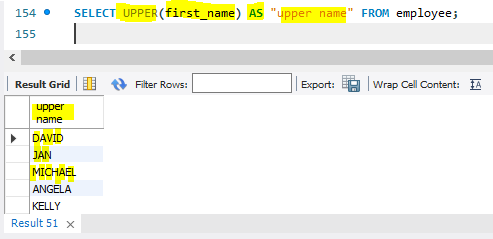 154 SELECT UPPER(first_name) AS "upper name" FROM employee;
155
Result Grid Filter Rows: Export: Wrap Cell Content:
upper
name
DAVID
JAN
MICHAEL
ANGELA
KELLY
Result 51 ×